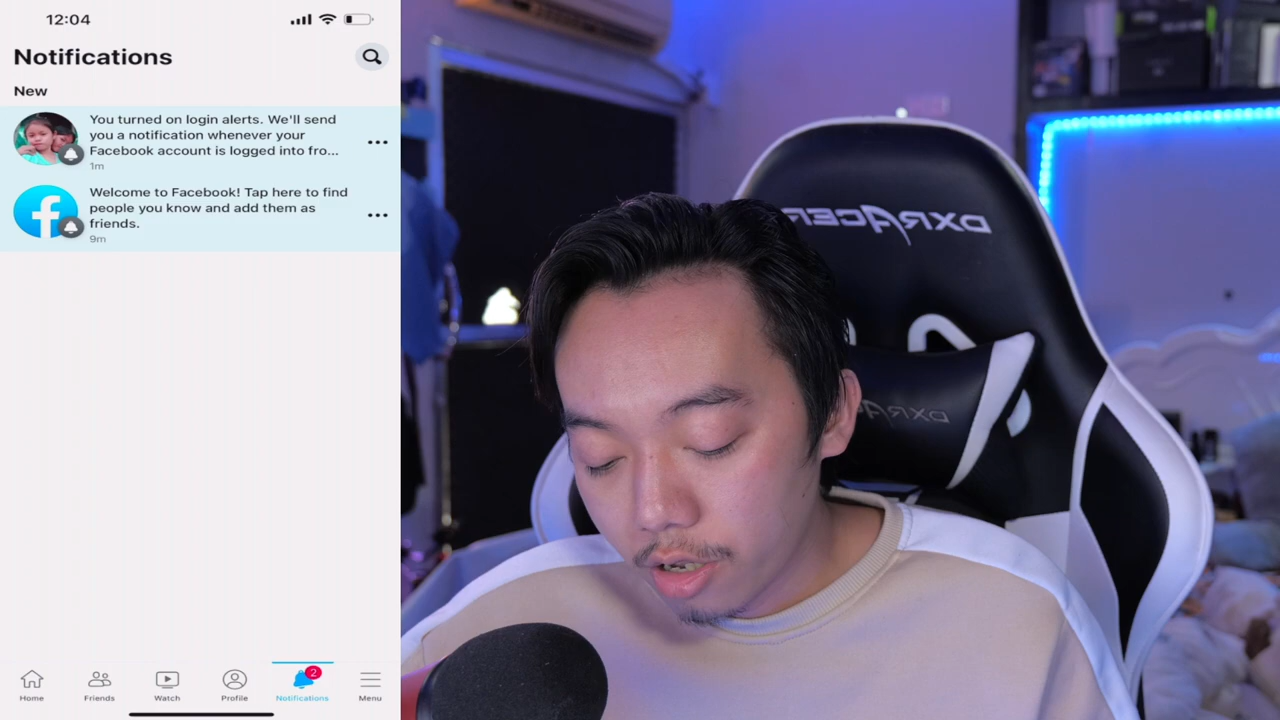 12:04
Notifications
New
You turned on login alerts. We'll send
you a notification whenever your
Facebook account is logged into fro...
1m
Welcome to Facebook! Tap here to find
people you know and add them as
friends.
9m
2
Home
Friends
Watch
Profile
Notifications
Menu
DXRACER
DXRACER